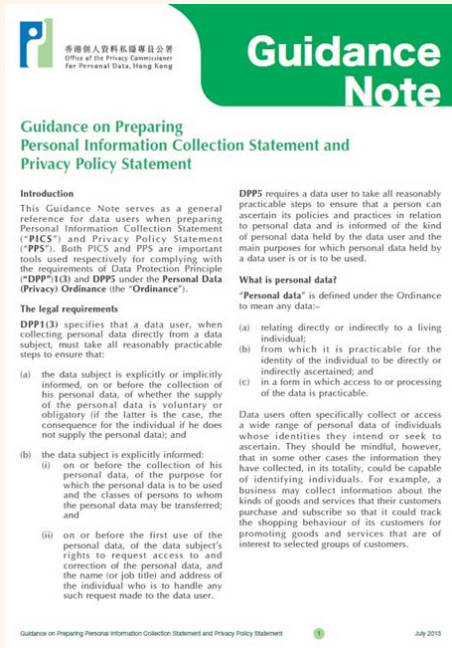 香港個人資料私隱專員公署
Office of the Privacy Commissioner
for Personal Data, Hong Kong
Guidance
Note
Guidance on Preparing
Personal Information Collection Statement and
Privacy Policy Statement
Introduction
This Guidance Note serves as a general
reference for data users when preparing
Personal Information Collection Statement
("PICS") and Privacy Policy Statement
("PPS"). Both PICS and PPS are important
tools used respectively for complying with
the requirements of Data Protection Principle
("DPP")1(3) and DPP5 under the Personal Data
(Privacy) Ordinance (the "Ordinance").
The legal requirements
DPP1(3) specifies that a data user, when
collecting personal data directly from a data
subject, must take all reasonably practicable
steps to ensure that:
(a) the data subject is explicitly or implicitly
informed, on or before the collection of
his personal data, of whether the supply
of the personal data is voluntary or
obligatory (if the later is the case, the
consequence for the individual if he does
not supply the personal data); and
(b) the data subject is explicitly informed:
(i) on or before the collection of his
personal data, of the purpose for
which the personal data is to be used
and the classes of persons to whom
the personal data may be transferred;
and
(ii) on or before the first use of the
personal data, of the data subject's
rights to request access to and
correction of the personal data, and
the name (or job title) and address of
the individual who is to handle any
such request made to the data user.
DPP5 requires a data user to take all reasonably
practicable steps to ensure that a person can
ascertain its policies and practices in relation
to personal data and is informed of the kind
of personal data held by the data user and the
main purposes for which personal data held by
a data user is or is to be used.
What is personal data?
"Personal data" is defined under the Ordinance
to mean any data:–
(a) relating directly or indirectly to a living
individual;
(b) from which it is practicable for the
identity of the individual to be directly or
indirectly ascertained; and
(c) in a form in which access to or processing
of the data is practicable.
Data users often specifically collect or access
a wide range of personal data of individuals
whose identities they intend or seek to
ascertain. They should be mindful, however,
that in some other cases the information they
have collected, in its totality, could be capable
of identifying individuals. For example, a
business may collect information about the
kinds of goods and services that their customers
purchase and subscribe so that it could track
the shopping behaviour of its customers for
promoting goods and services that are of
interest to selected groups of customers.
Guidance on Preparing Personal Information Collection Statement and Privacy Policy Statement
1
July 2013